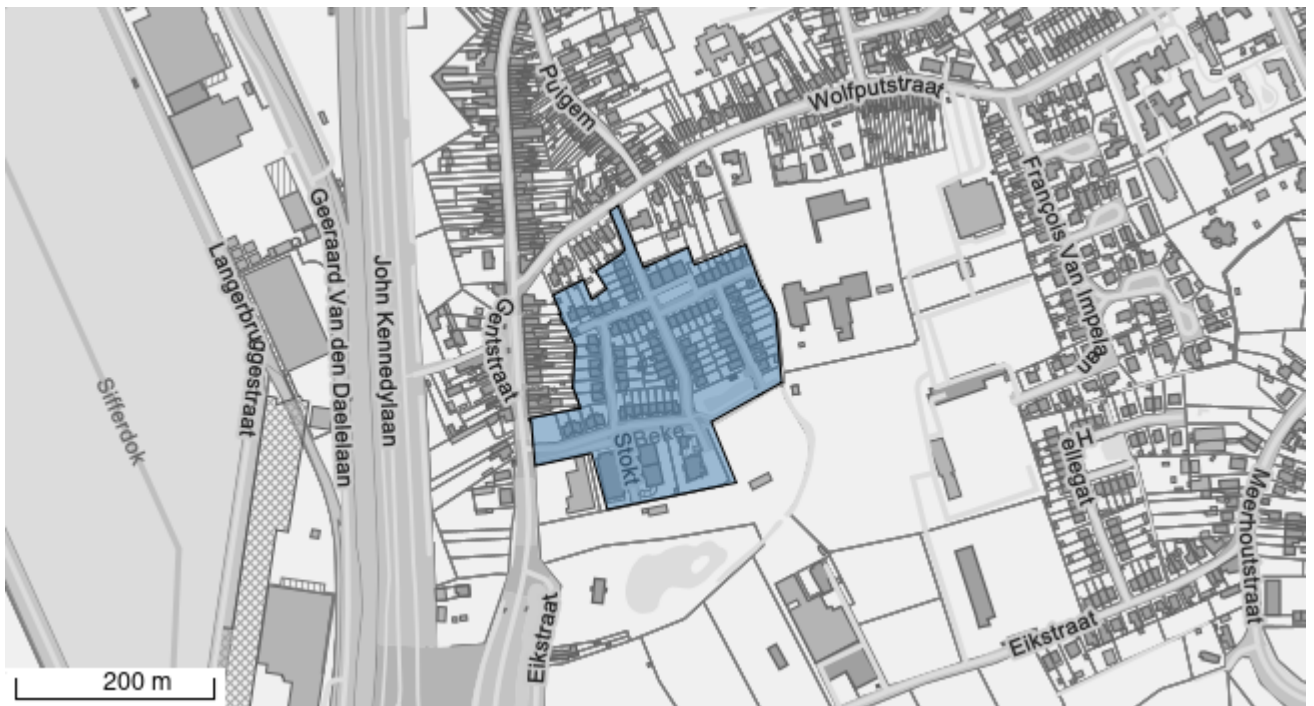 Puigem
Wolfputstraat
François Van Impelaan
Geeraard Van den Daelelaan
Langerbruggestraat
John Kennedylaan
Gentstraat
Sifferdok
Beke
Stokt
Hellegat
Meerhoutstraat
Eikstraat
Eikstraat
200 m